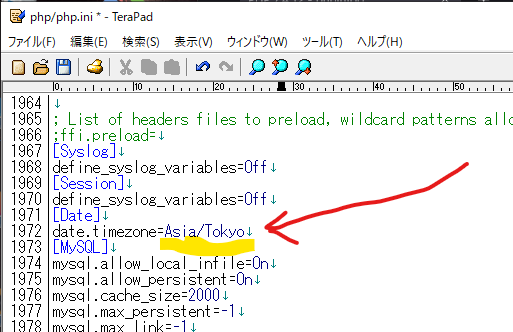 php/php.ini * - TeraPad
ファイル(F) 編集(E) 検索(S) 表示(V) ウィンドウ(W) ツール(T) ヘルプ(H)
0 10 20 30 40 50
1964 ↓
1965 ; List of headers files to preload, wildcard patterns allo
1966 ;ffi.preload=↓
1967 [Syslog]↓
1968 define_syslog_variables=Off↓
1969 [Session]↓
1970 define_syslog_variables=Off↓
1971 [Date]↓
1972 date.timezone=Asia/Tokyo↓
1973 [MySQL]↓
1974 mysql.allow_local_infile=On↓
1975 mysql.allow_persistent=On↓
1976 mysql.cache_size=2000↓
1977 mysql.max_persistent=-1↓
1978 mysql.max_link=-1↓